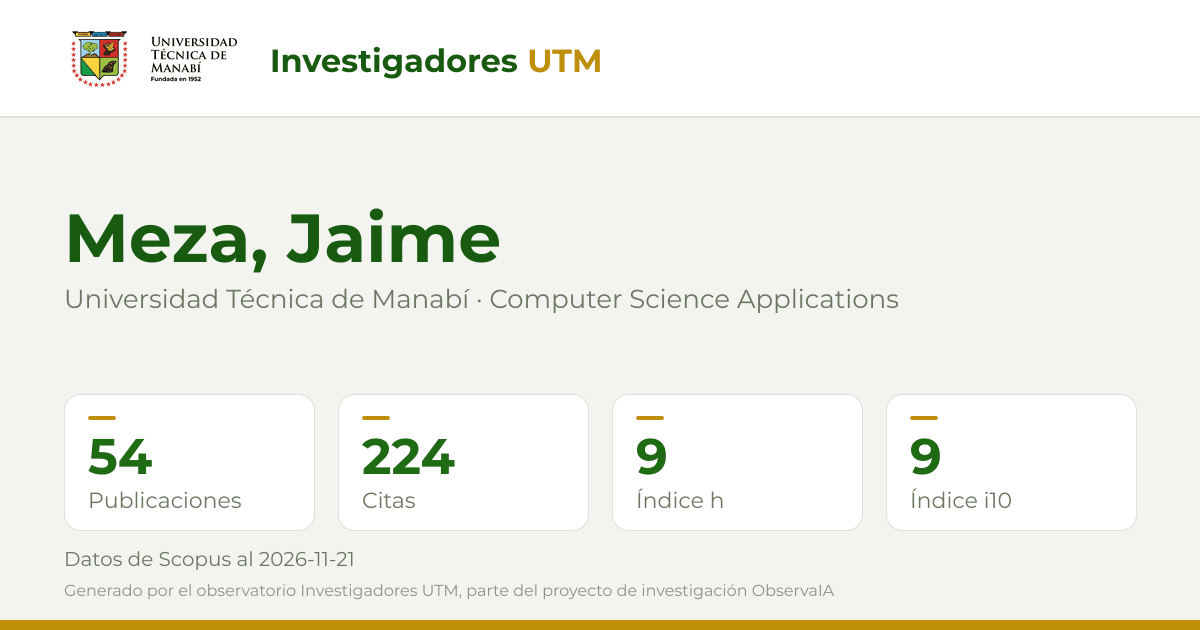 UNIVERSIDAD
TÉCNICA DE
MANABÍ
Fundada en 1952
Investigadores UTM
Meza, Jaime
Universidad Técnica de Manabí · Computer Science Applications
54
Publicaciones
224
Citas
9
Índice h
9
Índice i10
Datos de Scopus al 2026-11-21
Generado por el observatorio Investigadores UTM, parte del proyecto de investigación ObservaIA